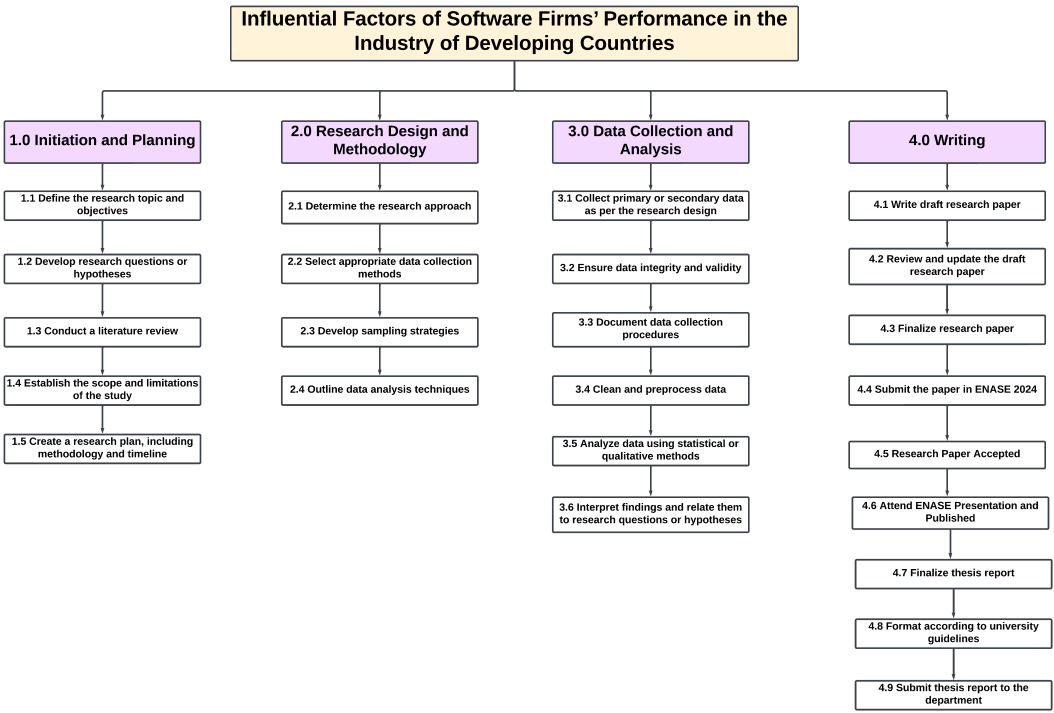 Influential Factors of Software Firms’ Performance in the
Industry of Developing Countries
1.0 Initiation and Planning
1.1 Define the research topic and
objectives
1.2 Develop research questions or
hypotheses
1.3 Conduct a literature review
1.4 Establish the scope and limitations
of the study
1.5 Create a research plan, including
methodology and timeline
2.0 Research Design and
Methodology
2.1 Determine the research approach
2.2 Select appropriate data collection
methods
2.3 Develop sampling strategies
2.4 Outline data analysis techniques
3.0 Data Collection and
Analysis
3.1 Collect primary or secondary data
as per the research design
3.2 Ensure data integrity and validity
3.3 Document data collection
procedures
3.4 Clean and preprocess data
3.5 Analyze data using statistical or
qualitative methods
3.6 Interpret findings and relate them
to research questions or hypotheses
4.0 Writing
4.1 Write draft research paper
4.2 Review and update the draft
research paper
4.3 Finalize research paper
4.4 Submit the paper in ENASE 2024
4.5 Research Paper Accepted
4.6 Attend ENASE Presentation and
Published
4.7 Finalize thesis report
4.8 Format according to university
guidelines
4.9 Submit thesis report to the
department